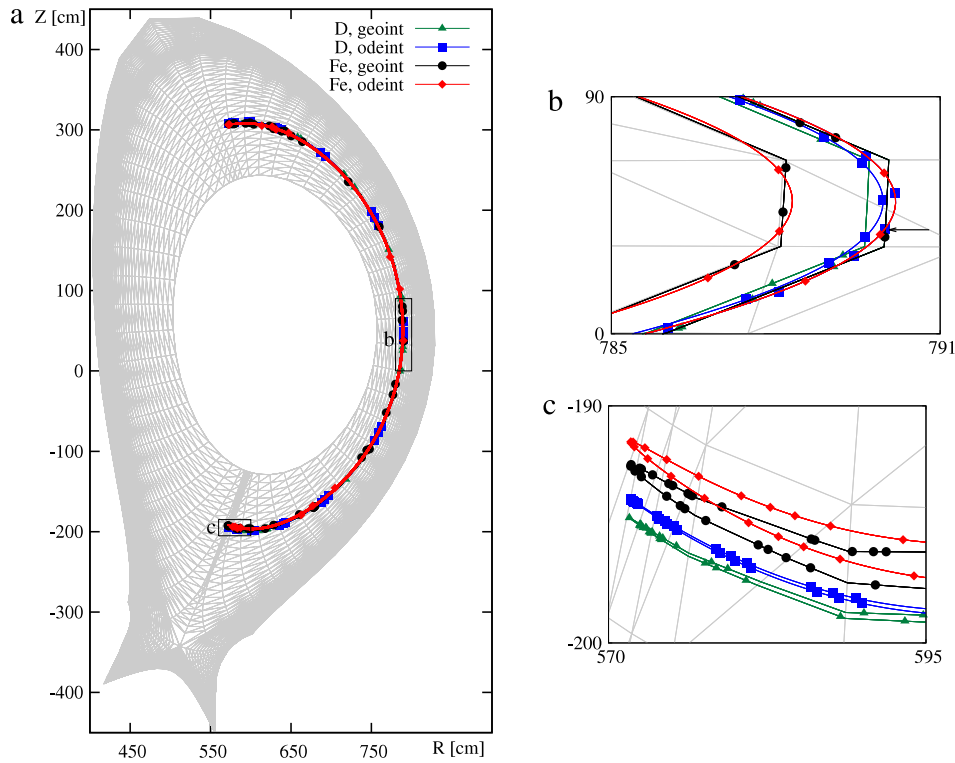 a
Z [cm]
400
300
200
100
0
-100
-200
-300
-400
450
550
650
750
R [cm]
D, geoint
D, odeint
Fe, geoint
Fe, odeint
b
c
b
90
0
785
791
c
-190
-200
570
595